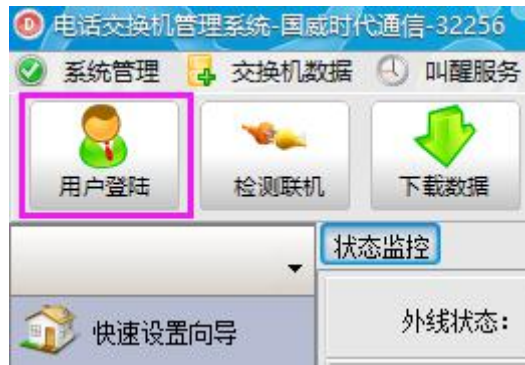 电话交换机管理系统-国威时代通信-32256
系统管理 交换机数据 叫醒服务
用户登陆 检测联机 下载数据
状态监控
快速设置向导 外线状态：